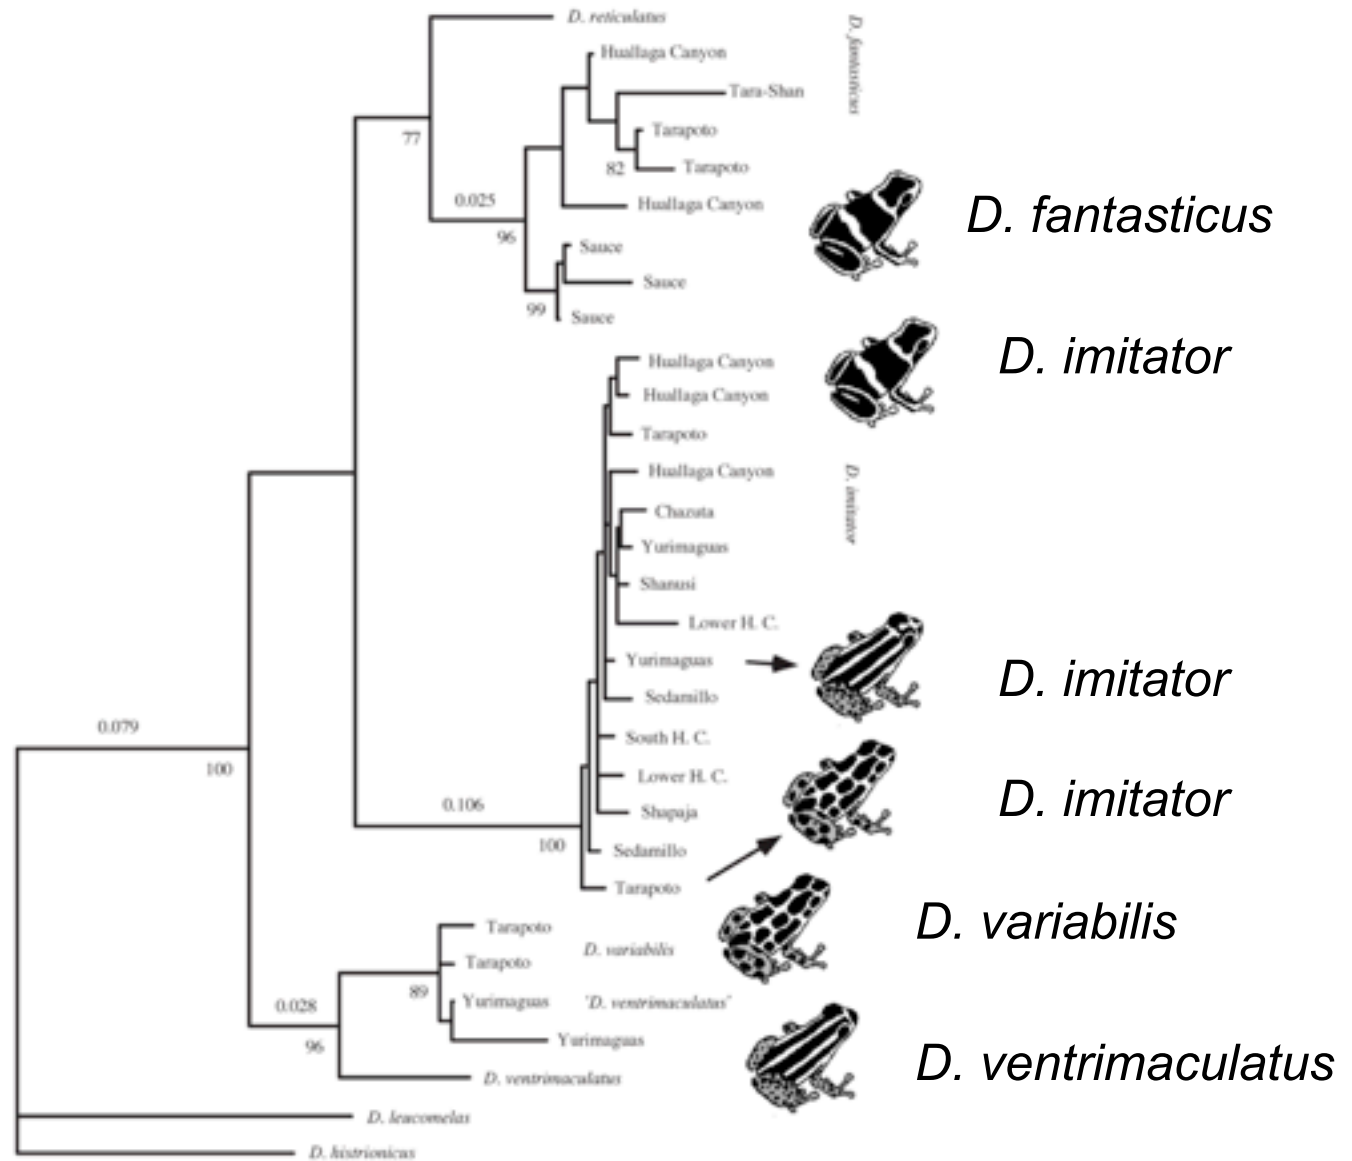 D. reticulatus
D. fantasticus
Huallaga Canyon
Tara-Shan
77
Tarapoto
82
Tarapoto
0.025
Huallaga Canyon
D. fantasticus
96
Sauce
Sauce
99
Sauce
Huallaga Canyon
D. imitator
Huallaga Canyon
Tarapoto
Huallaga Canyon
D. imitator
Chazuta
Yurimaguas
Shanusi
Lower H. C.
Yurimaguas
D. imitator
Sedamillo
0.079
South H. C.
100
Lower H. C.
0.106
Shapaja
D. imitator
100
Sedamillo
Tarapoto
Tarapoto
D. variabilis
D. variabilis
Tarapoto
89
0.028
Yurimaguas
'D. ventrimaculatus'
96
Yurimaguas
D. ventrimaculatus
D. ventrimaculatus
D. leucomelas
D. histrionicus